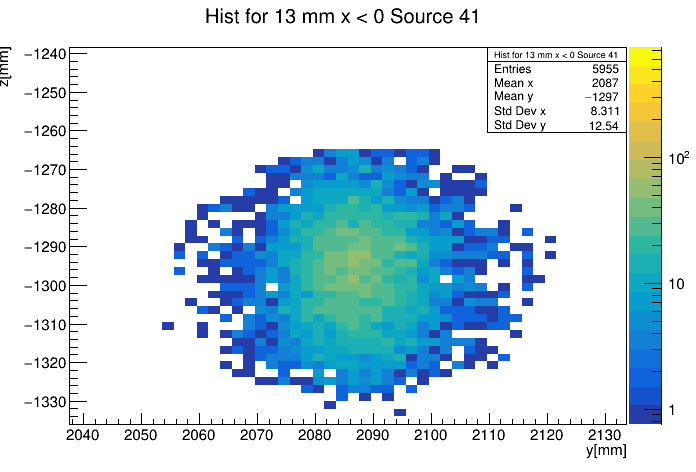 Hist for 13 mm x < 0 Source 41
z[mm]
Hist for 13 mm x < 0 Source 41
Entries 5955
Mean x 2087
Mean y −1297
Std Dev x 8.311
Std Dev y 12.54
−1240
−1250
−1260
−1270
−1280
−1290
−1300
−1310
−1320
−1330
2040 2050 2060 2070 2080 2090 2100 2110 2120 2130
y[mm]
10²
10
1